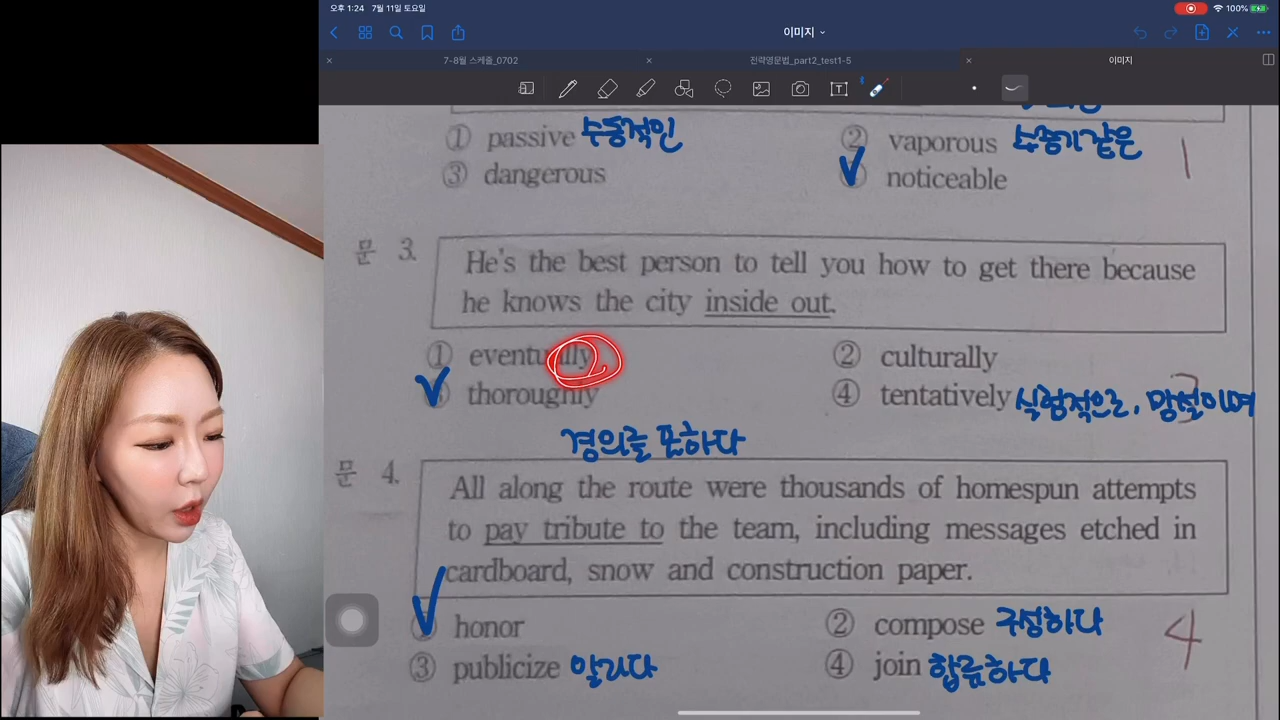 오후 1:24 7월 11일 토요일
100%
이미지
7-8월 스케줄_0702
전략영문법_part2_test1-5
이미지
① passive 수동적인
② vaporous 수증기같은
1
③ dangerous
noticeable
문 3.
He's the best person to tell you how to get there because
he knows the city inside out.
① eventually
② culturally
thoroughly
④ tentatively 실험적으로, 망설이며
3
경의를 표하다
문 4.
All along the route were thousands of homespun attempts
to pay tribute to the team, including messages etched in
cardboard, snow and construction paper.
honor
② compose 구성하다
4
③ publicize 알리다
④ join 합류하다